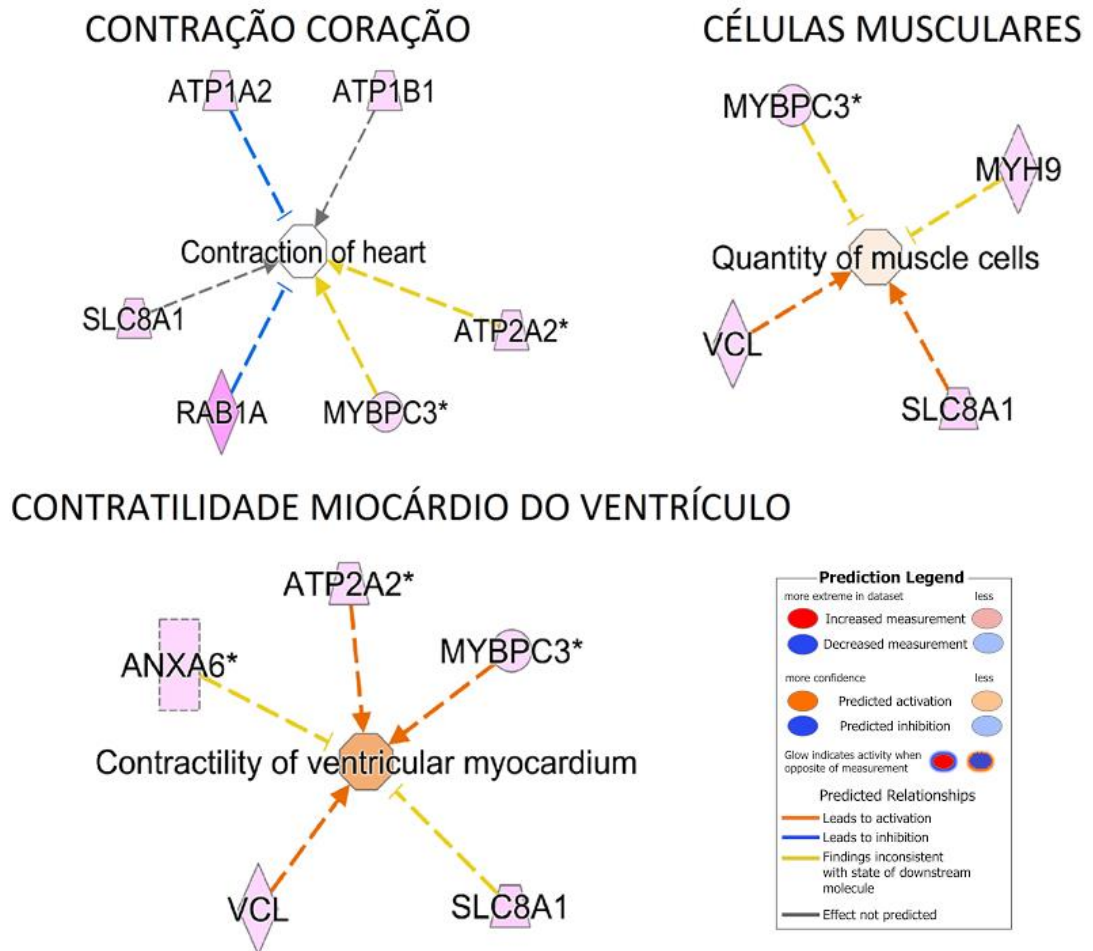 CONTRAÇÃO CORAÇÃO
ATP1A2
ATP1B1
Contraction of heart
SLC8A1
ATP2A2*
RAB1A
MYBPC3*
CÉLULAS MUSCULARES
MYBPC3*
MYH9
Quantity of muscle cells
VCL
SLC8A1
CONTRATILIDADE MIOCÁRDIO DO VENTRÍCULO
ATP2A2*
ANXA6*
MYBPC3*
Contractility of ventricular myocardium
VCL
SLC8A1
Prediction Legend
more extreme in dataset less
Increased measurement
Decreased measurement
more confidence less
Predicted activation
Predicted inhibition
Glow indicates activity when
opposite of measurement
Predicted Relationships
Leads to activation
Leads to inhibition
Findings inconsistent
with state of downstream
molecule
Effect not predicted